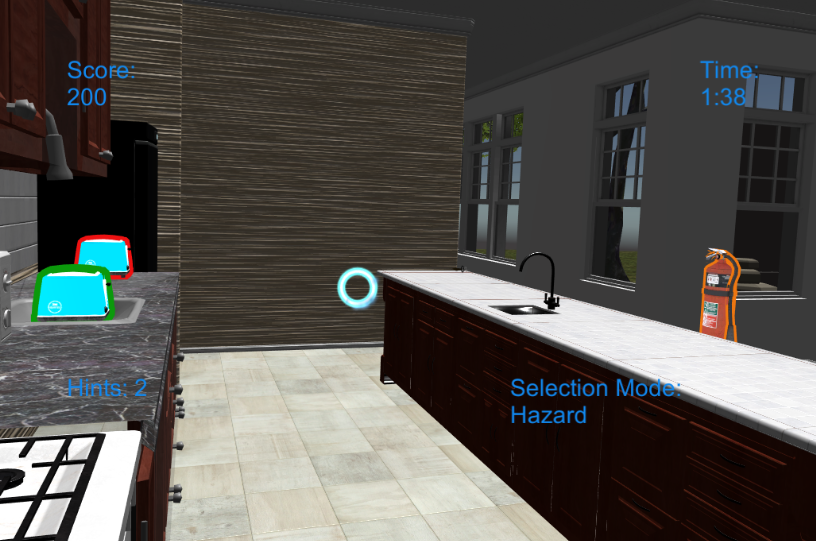 Score:
200
Time:
1:38
Hints: 2
Selection Mode:
Hazard